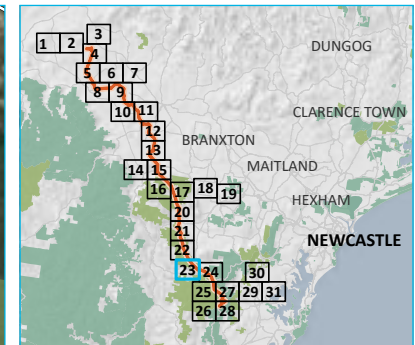 3
DUNGOG
1 2
4
5 6 7
8 9
10 11
CLARENCE TOWN
12
BRANXTON
13
MAITLAND
14 15
16 17 18 19
HEXHAM
20
21
NEWCASTLE
22
23 24 30
25 27 29 31
26 28